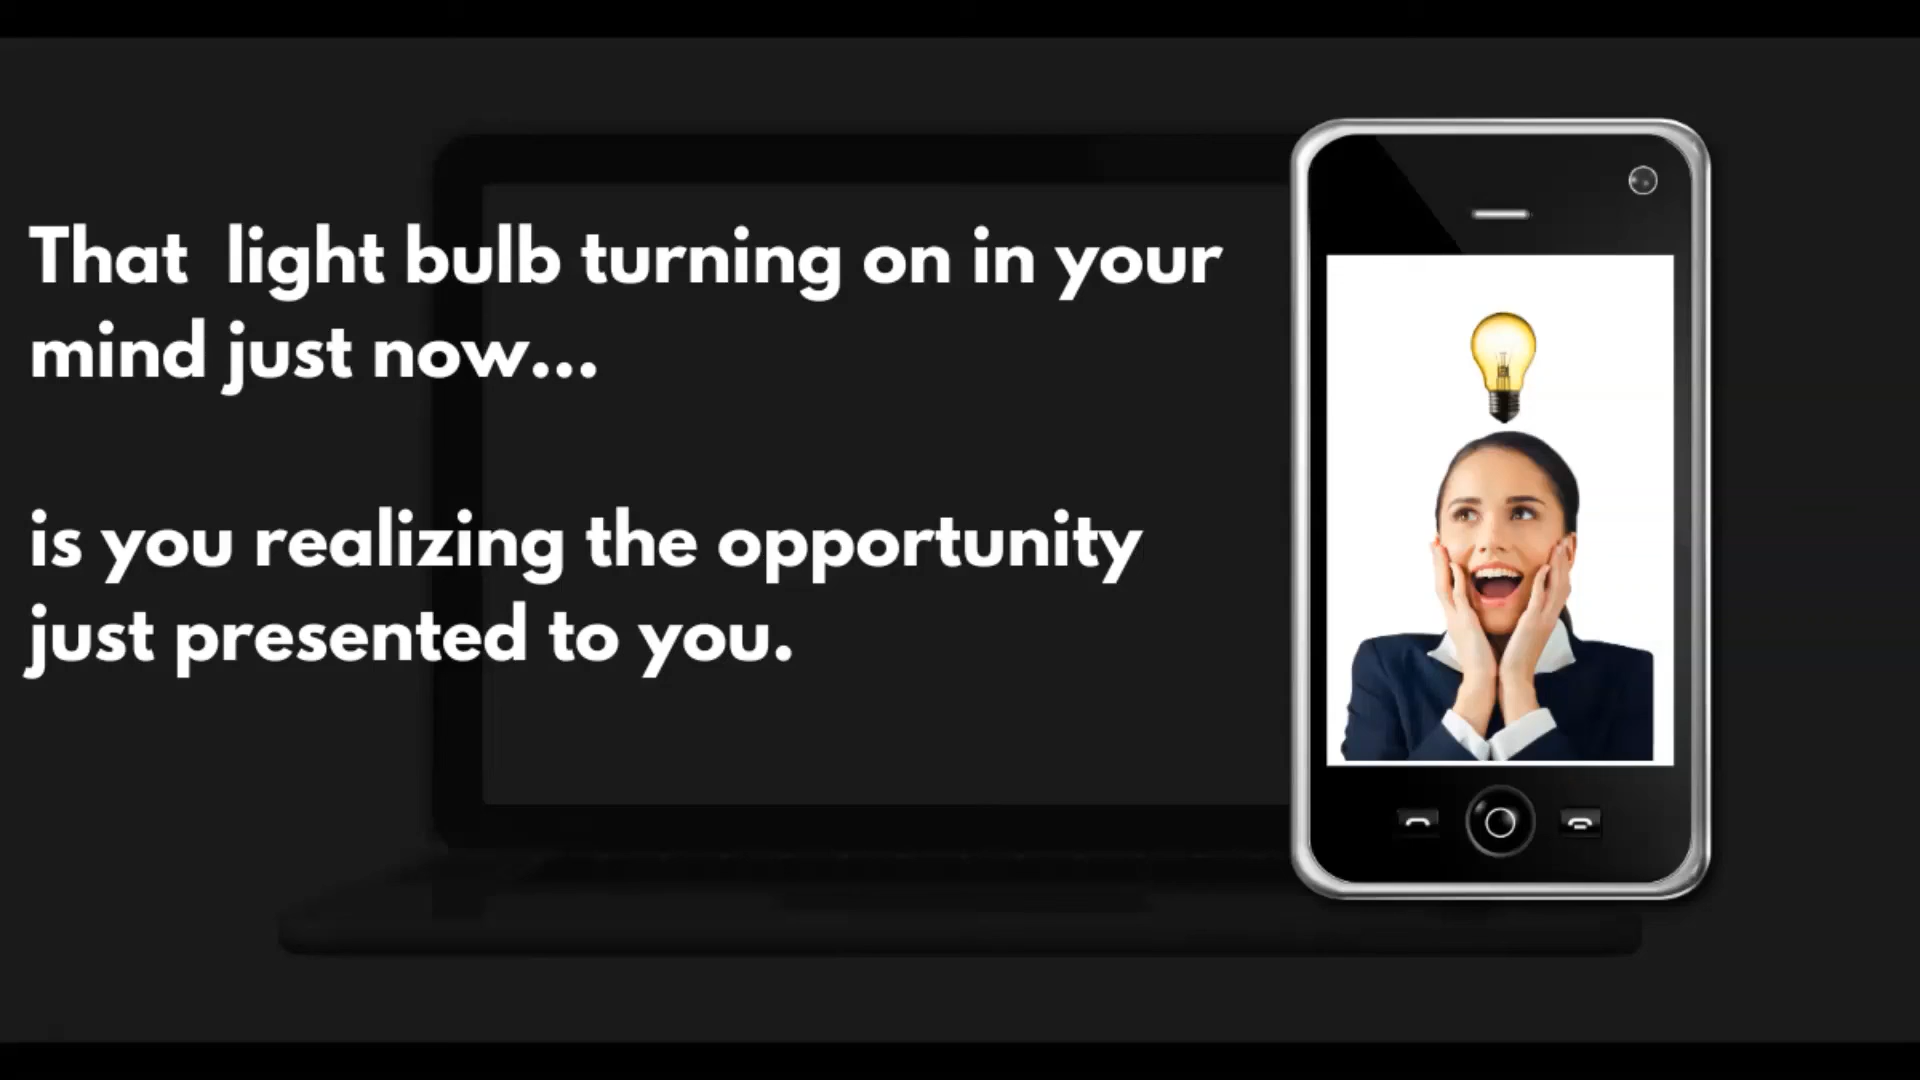 That  light bulb turning on in your
mind just now...
is you realizing the opportunity
just presented to you.